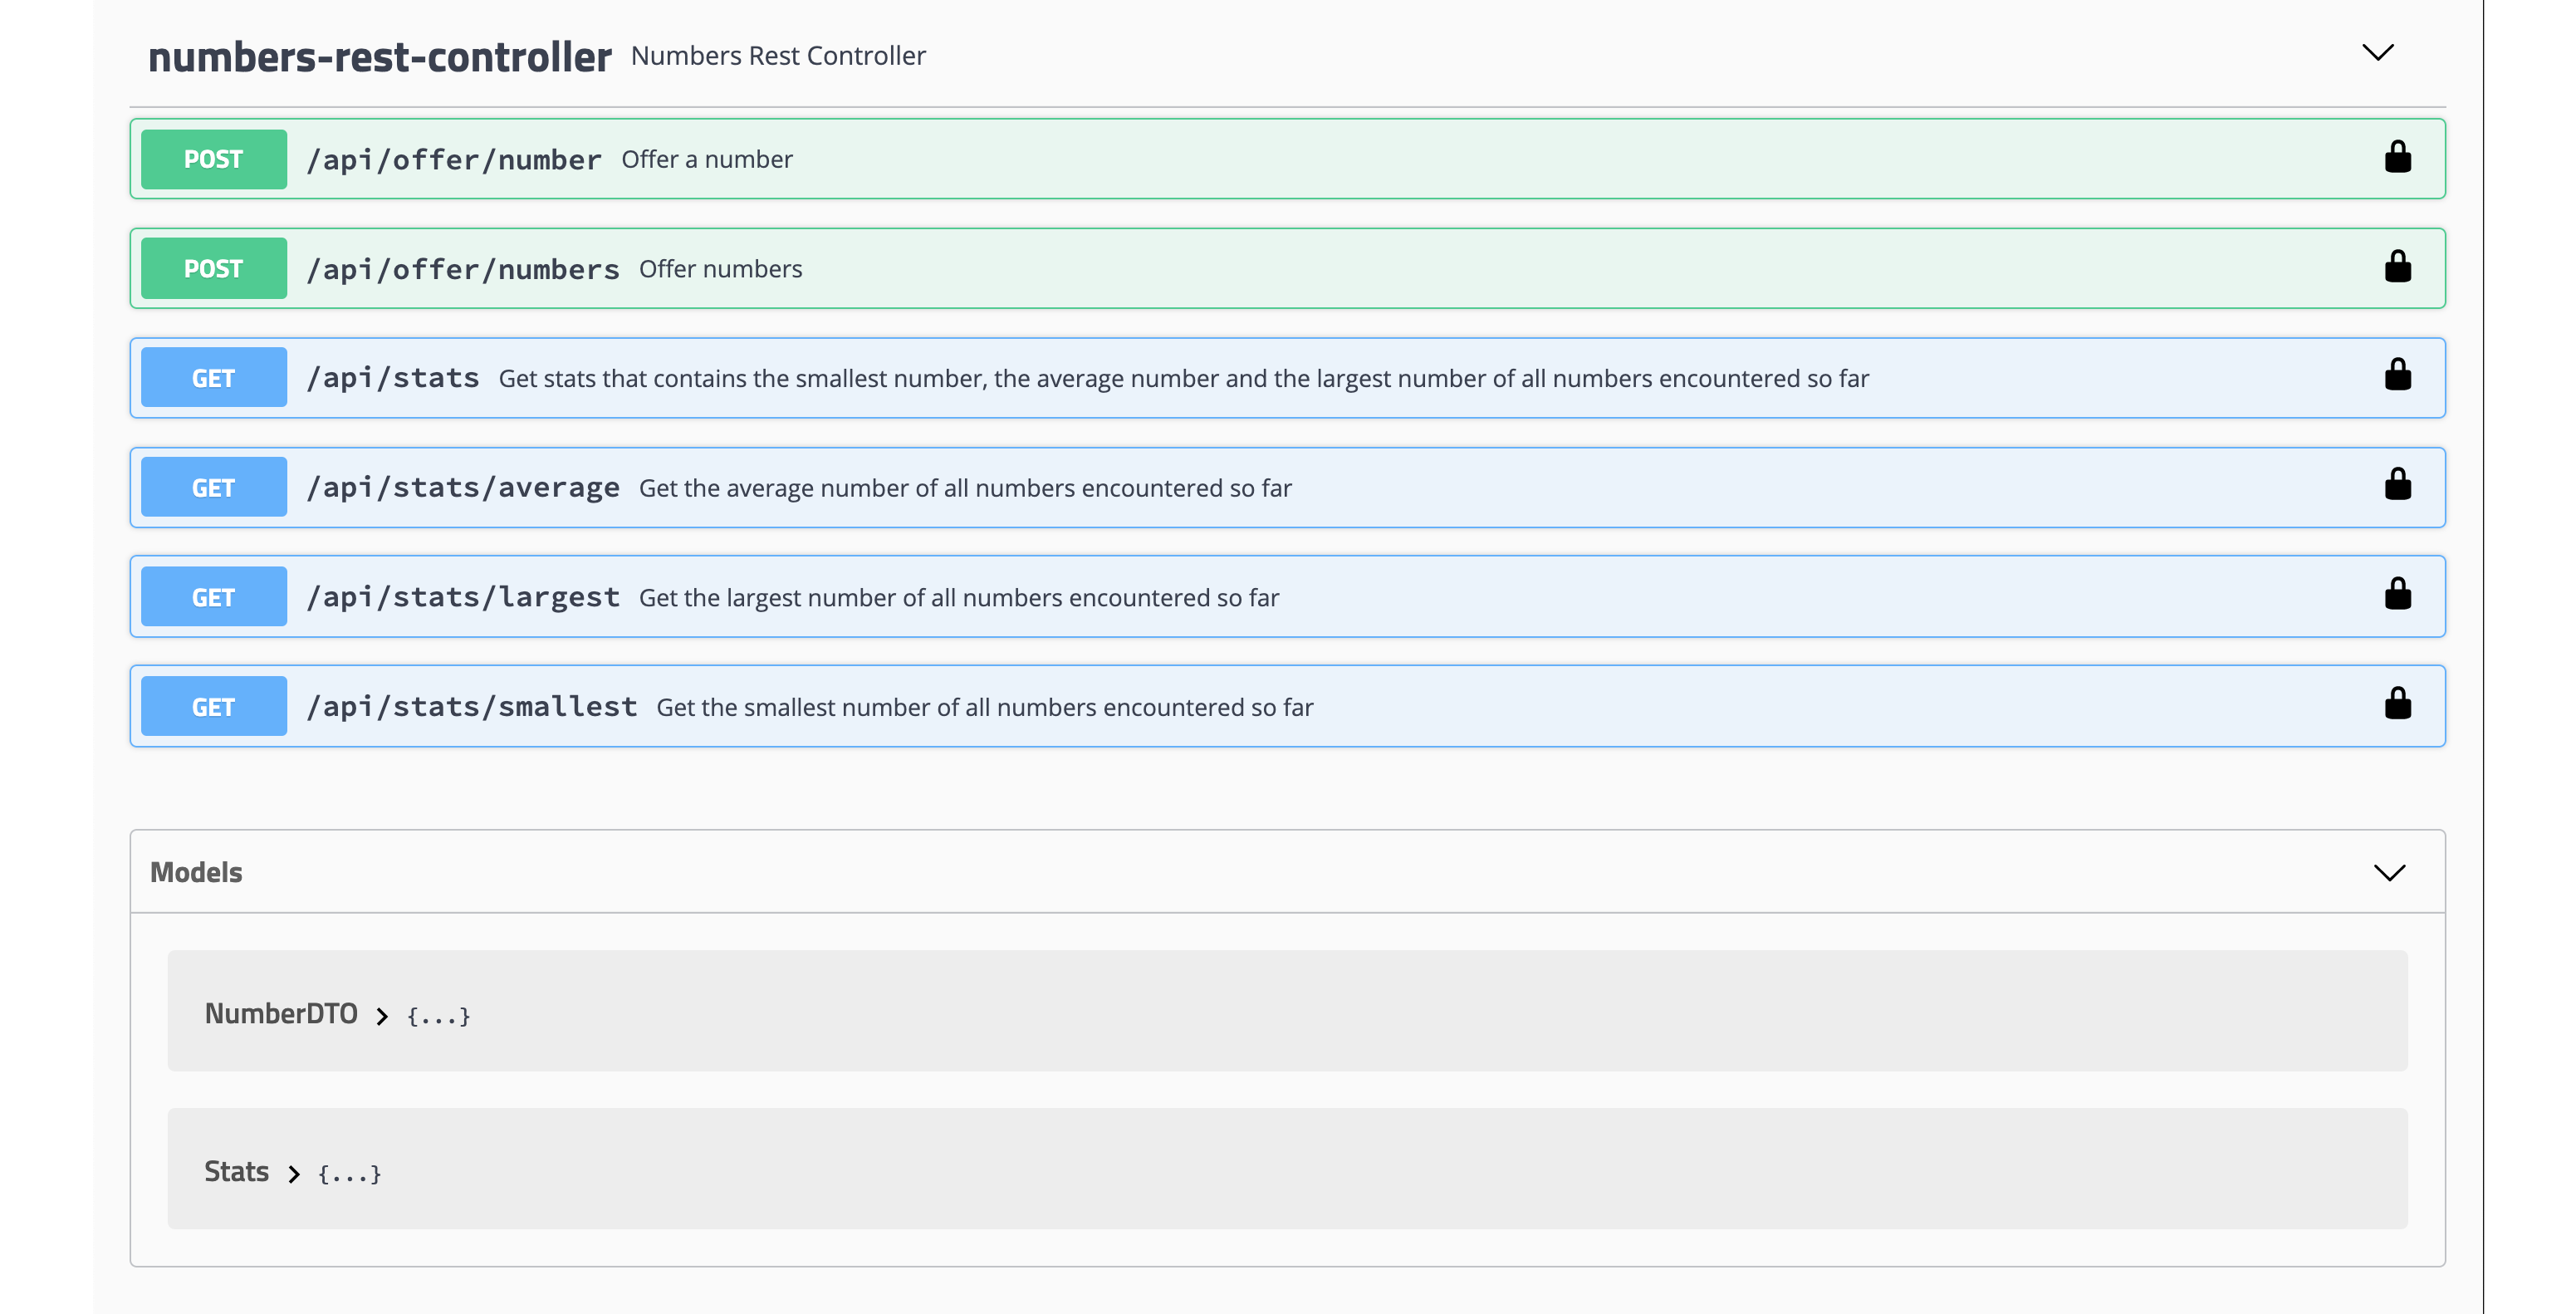 numbers-rest-controller Numbers Rest Controller
POST /api/offer/number Offer a number
POST /api/offer/numbers Offer numbers
GET /api/stats Get stats that contains the smallest number, the average number and the largest number of all numbers encountered so far
GET /api/stats/average Get the average number of all numbers encountered so far
GET /api/stats/largest Get the largest number of all numbers encountered so far
GET /api/stats/smallest Get the smallest number of all numbers encountered so far
Models
NumberDTO > {...}
Stats > {...}